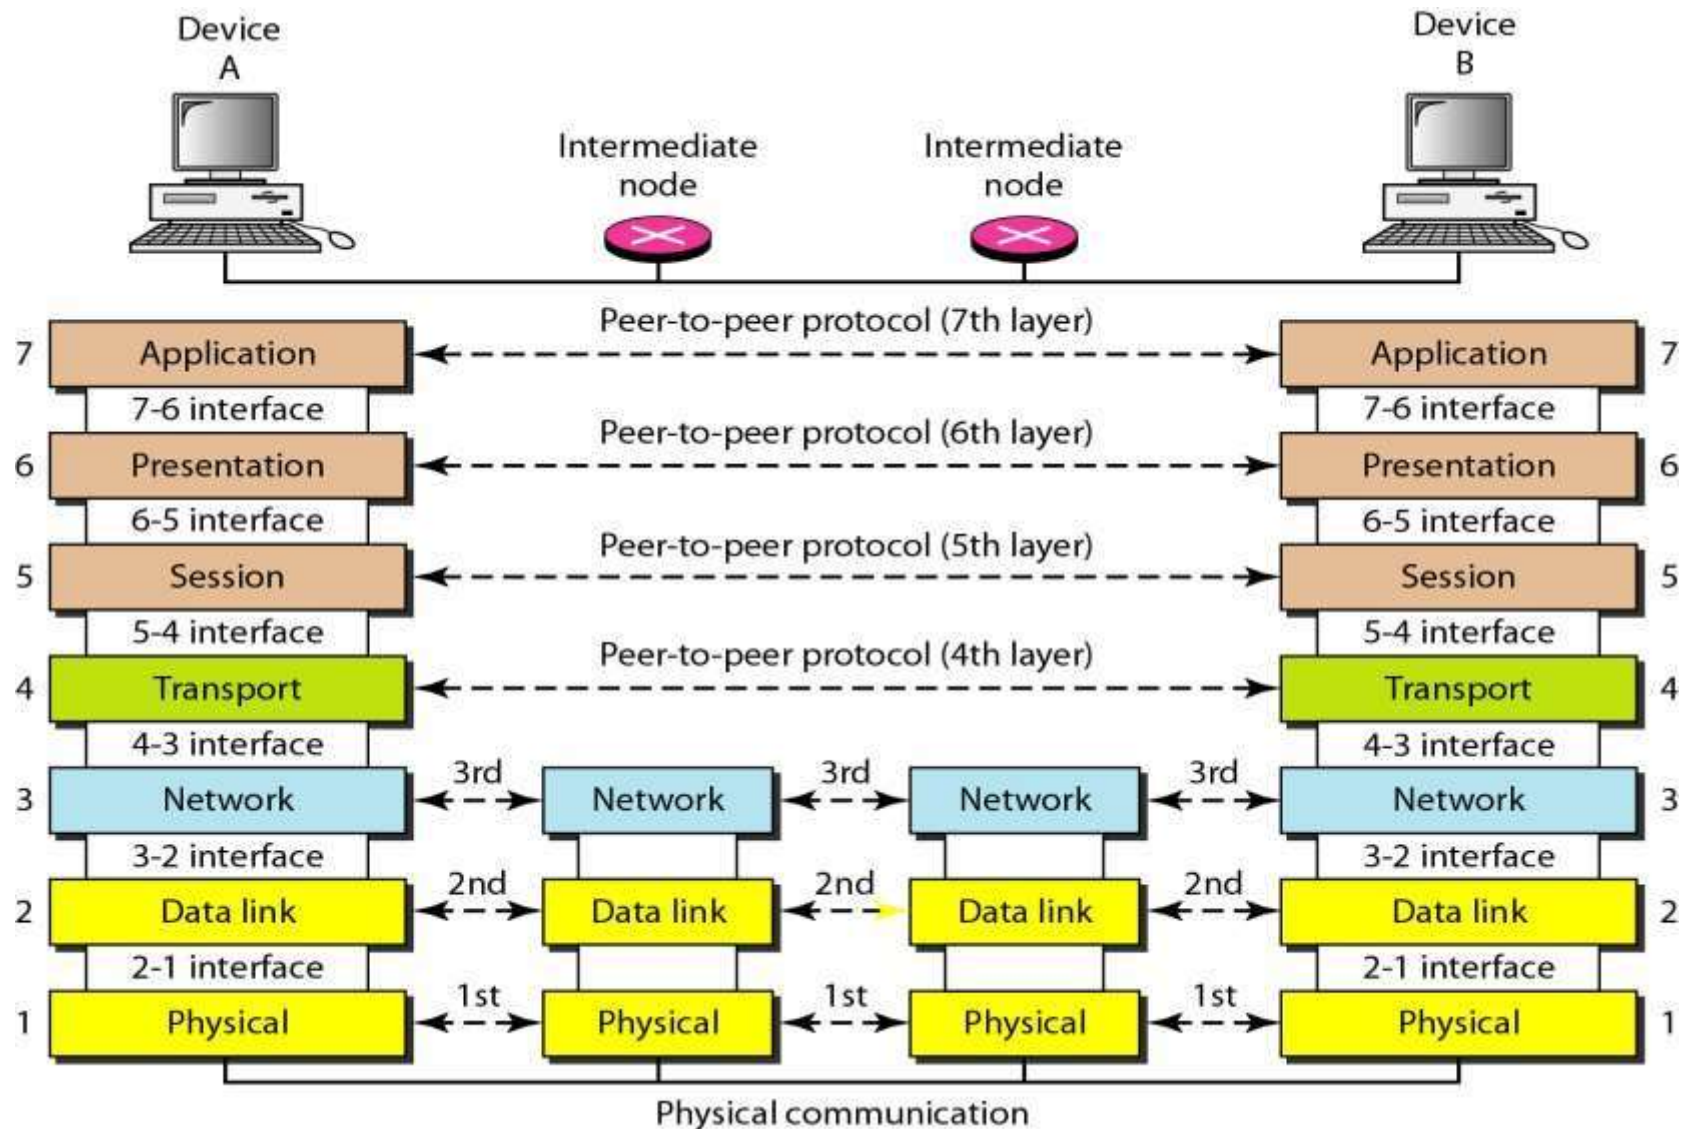 Device
A
Device
B
Intermediate
node
Intermediate
node
Peer-to-peer protocol (7th layer)
7 Application Application 7
7-6 interface 7-6 interface
Peer-to-peer protocol (6th layer)
6 Presentation Presentation 6
6-5 interface 6-5 interface
Peer-to-peer protocol (5th layer)
5 Session Session 5
5-4 interface 5-4 interface
Peer-to-peer protocol (4th layer)
4 Transport Transport 4
4-3 interface 4-3 interface
3rd 3rd 3rd
3 Network Network Network Network 3
3-2 interface 3-2 interface
2nd 2nd 2nd
2 Data link Data link Data link Data link 2
2-1 interface 2-1 interface
1st 1st 1st
1 Physical Physical Physical Physical 1
Physical communication